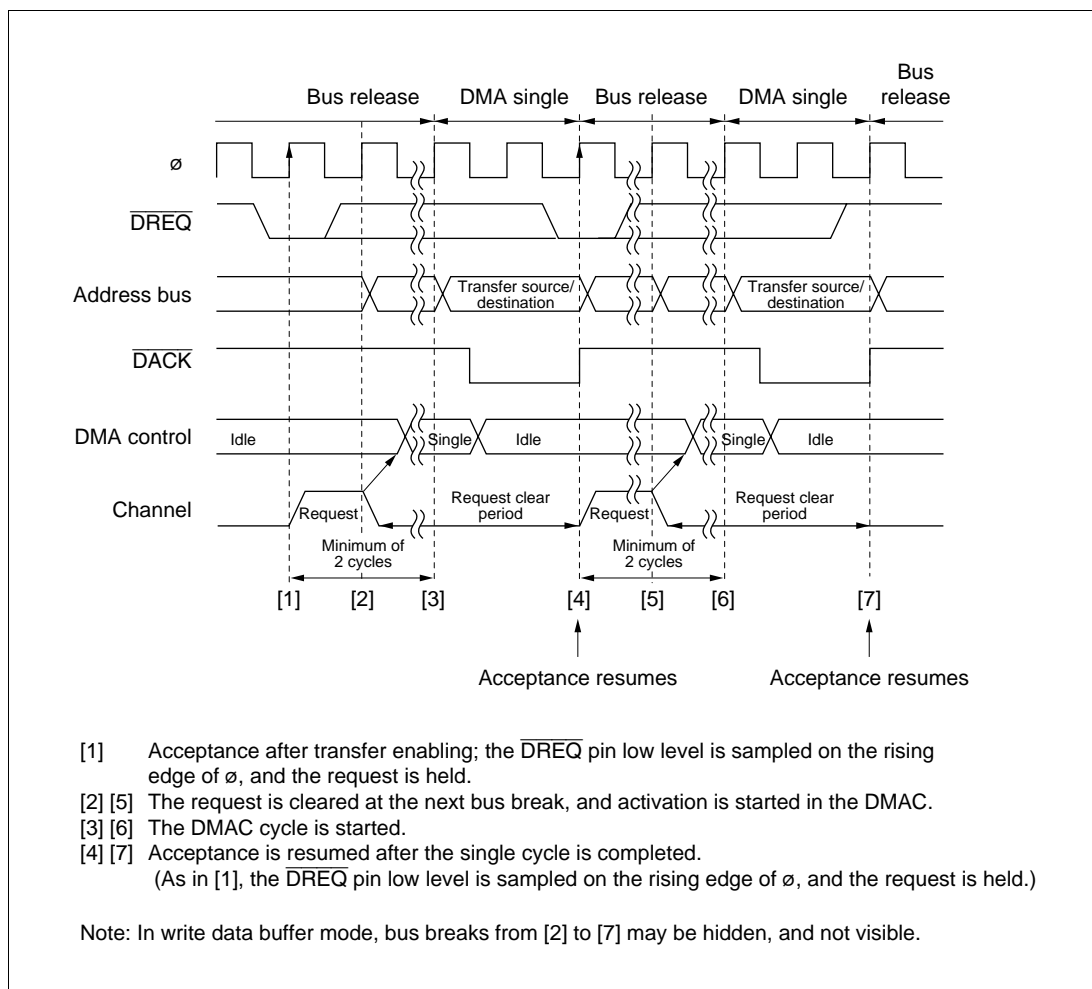 Bus
release
Bus release DMA single Bus release DMA single
ø
DREQ
Address bus
Transfer source/
destination
Transfer source/
destination
DACK
DMA control
Idle Single Idle Single Idle
Channel
Request
Request clear
period
Request
Request clear
period
Minimum of
2 cycles
Minimum of
2 cycles
[1] [2] [3] [4] [5] [6] [7]
Acceptance resumes Acceptance resumes
[1] Acceptance after transfer enabling; the DREQ pin low level is sampled on the rising
edge of ø, and the request is held.
[2] [5] The request is cleared at the next bus break, and activation is started in the DMAC.
[3] [6] The DMAC cycle is started.
[4] [7] Acceptance is resumed after the single cycle is completed.
(As in [1], the DREQ pin low level is sampled on the rising edge of ø, and the request is held.)
Note: In write data buffer mode, bus breaks from [2] to [7] may be hidden, and not visible.